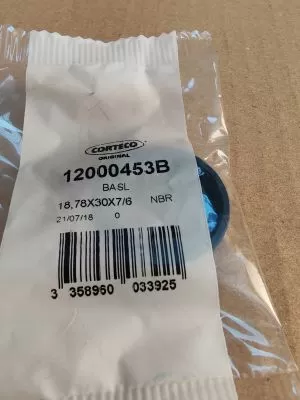 CORTECO
ORIGINAL
12000453B
BASL
18,78X30X7/6 NBR
21/07/18 0
3 358960 033925